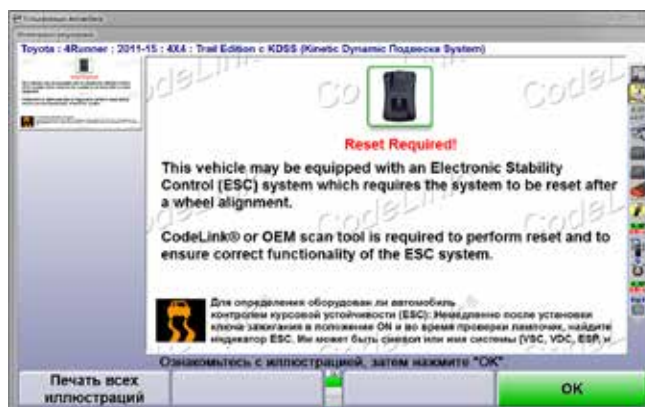 Toyota : 4Runner : 2011-15 : 4X4 : Trail Edition с KDSS (Kinetic Dynamic Подвеска System)
CodeLink
Reset Required!
This vehicle may be equipped with an Electronic Stability
Control (ESC) system which requires the system to be reset after
a wheel alignment.
CodeLink® or OEM scan tool is required to perform reset and to
ensure correct functionality of the ESC system.
Для определения оборудован ли автомобиль
контролем курсовой устойчивости (ESC): Немедленно после установки
ключа зажигания в положение ON и во время проверки лампочек, найдите
индикатор ESC. Им может быть символ или имя системы (VSC, VDC, ESP, и
Ознакомьтесь с иллюстрацией, затем нажмите "OK".
Печать всех
иллюстраций
OK